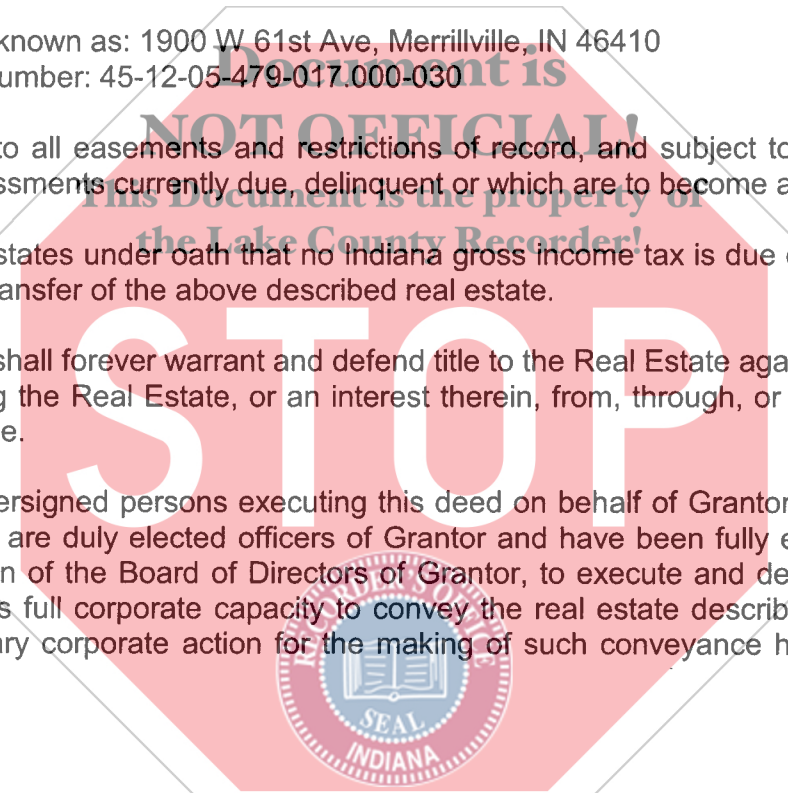 known as: 1900 W 61st Ave, Merrillville, IN 46410
umber: 45-12-05-479-017.000-030
Document is
NOT OFFICIAL!
This Document is the property of
the Lake County Recorder!
to all easements and restrictions of record, and subject to
ssments currently due, delinquent or which are to become a
states under oath that no Indiana gross income tax is due
ansfer of the above described real estate.
shall forever warrant and defend title to the Real Estate aga
g the Real Estate, or an interest therein, from, through, or
e.
STOP
ersigned persons executing this deed on behalf of Grantor
are duly elected officers of Grantor and have been fully e
n of the Board of Directors of Grantor, to execute and de
s full corporate capacity to convey the real estate describ
ary corporate action for the making of such conveyance h
RECORDER'S OFFICE
SEAL
INDIANA